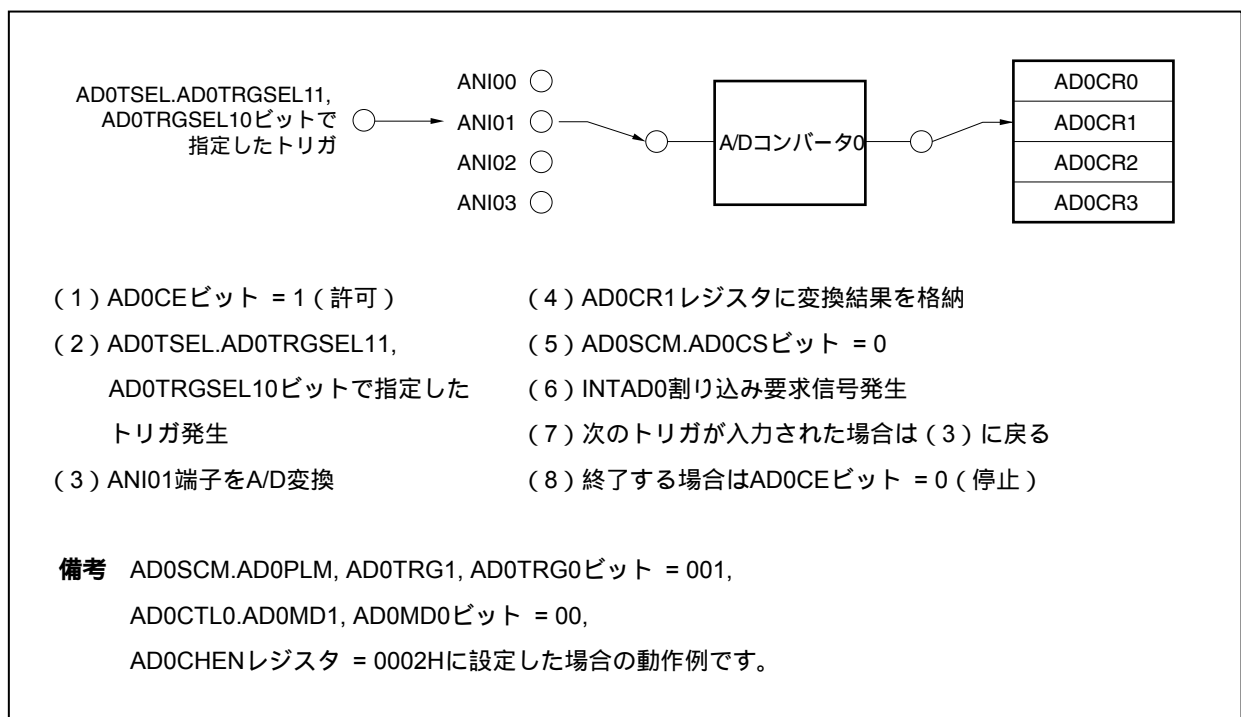 AD0TSEL.AD0TRGSEL11,
AD0TRGSEL10ビットで
指定したトリガ
ANI00
ANI01
ANI02
ANI03
A/Dコンバータ0
AD0CR0
AD0CR1
AD0CR2
AD0CR3
(1)AD0CEビット = 1(許可)
(2)AD0TSEL.AD0TRGSEL11,
AD0TRGSEL10ビットで指定した
トリガ発生
(3)ANI01端子をA/D変換
(4)AD0CR1レジスタに変換結果を格納
(5)AD0SCM.AD0CSビット = 0
(6)INTAD0割り込み要求信号発生
(7)次のトリガが入力された場合は(3)に戻る
(8)終了する場合はAD0CEビット = 0(停止)
備考 AD0SCM.AD0PLM, AD0TRG1, AD0TRG0ビット = 001,
AD0CTL0.AD0MD1, AD0MD0ビット = 00,
AD0CHENレジスタ = 0002Hに設定した場合の動作例です。